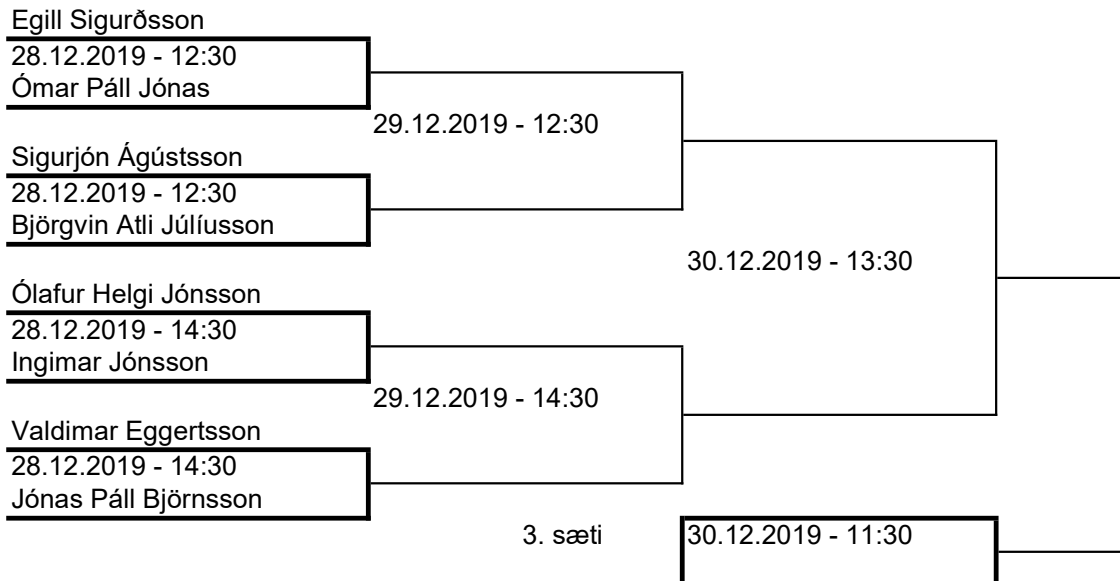 Egill Sigurðsson
28.12.2019 - 12:30
Ómar Páll Jónas
29.12.2019 - 12:30
Sigurjón Ágústsson
28.12.2019 - 12:30
Björgvin Atli Júlíusson
30.12.2019 - 13:30
Ólafur Helgi Jónsson
28.12.2019 - 14:30
Ingimar Jónsson
29.12.2019 - 14:30
Valdimar Eggertsson
28.12.2019 - 14:30
Jónas Páll Björnsson
3. sæti
30.12.2019 - 11:30